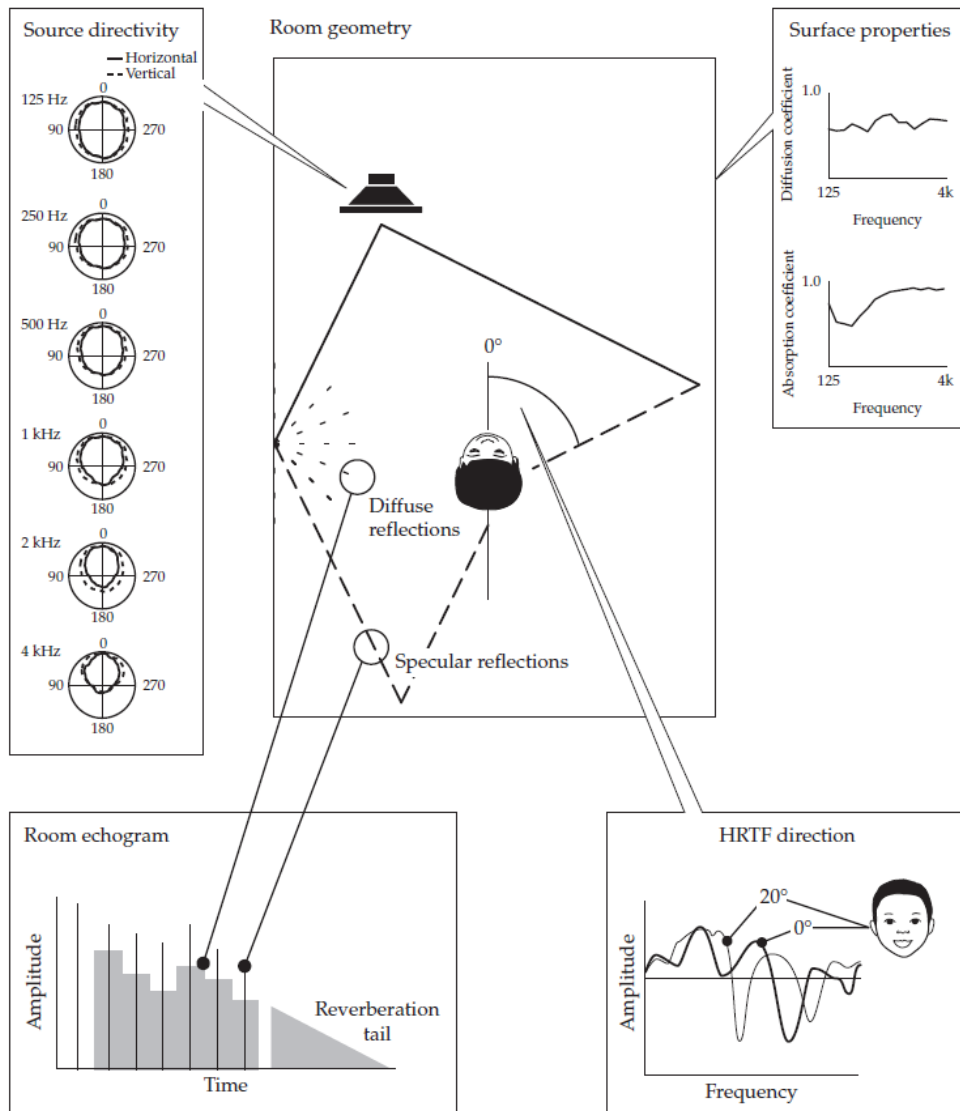 Source directivity
Horizontal
Vertical
125 Hz
0
90
270
180
250 Hz
0
90
270
180
500 Hz
0
90
270
180
1 kHz
0
90
270
180
2 kHz
0
90
270
180
4 kHz
0
90
270
180
Room geometry
0°
Diffuse
reflections
Specular reflections
Surface properties
Diffusion coefficient
1.0
125
4k
Frequency
Absorption coefficient
1.0
125
4k
Frequency
Room echogram
Amplitude
Reverberation
tail
Time
HRTF direction
20°
0°
Amplitude
Frequency